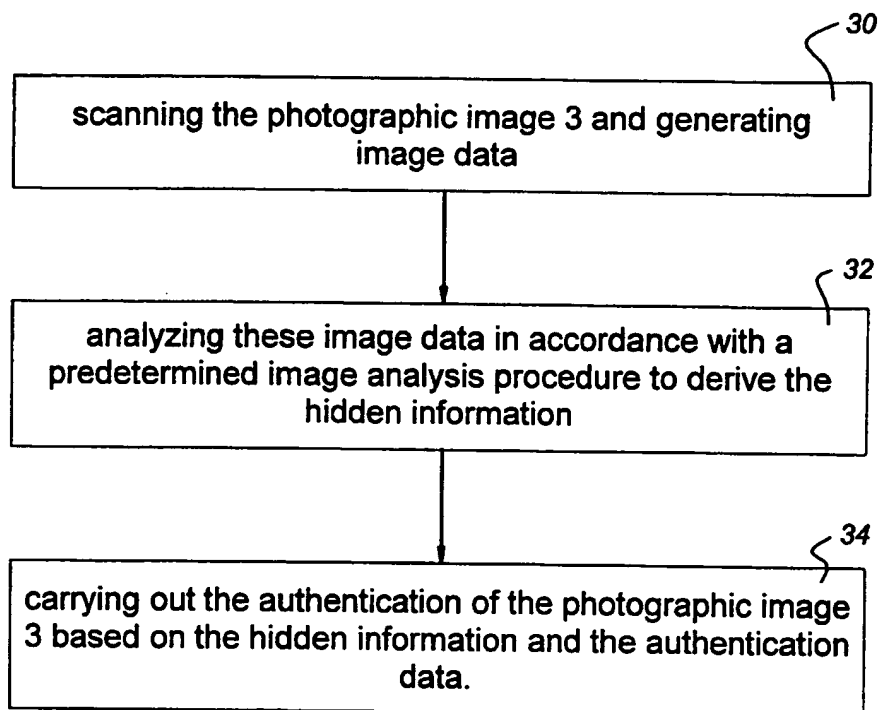 30
scanning the photographic image 3 and generating
image data
32
analyzing these image data in accordance with a
predetermined image analysis procedure to derive the
hidden information
34
carrying out the authentication of the photographic image
3 based on the hidden information and the authentication
data.